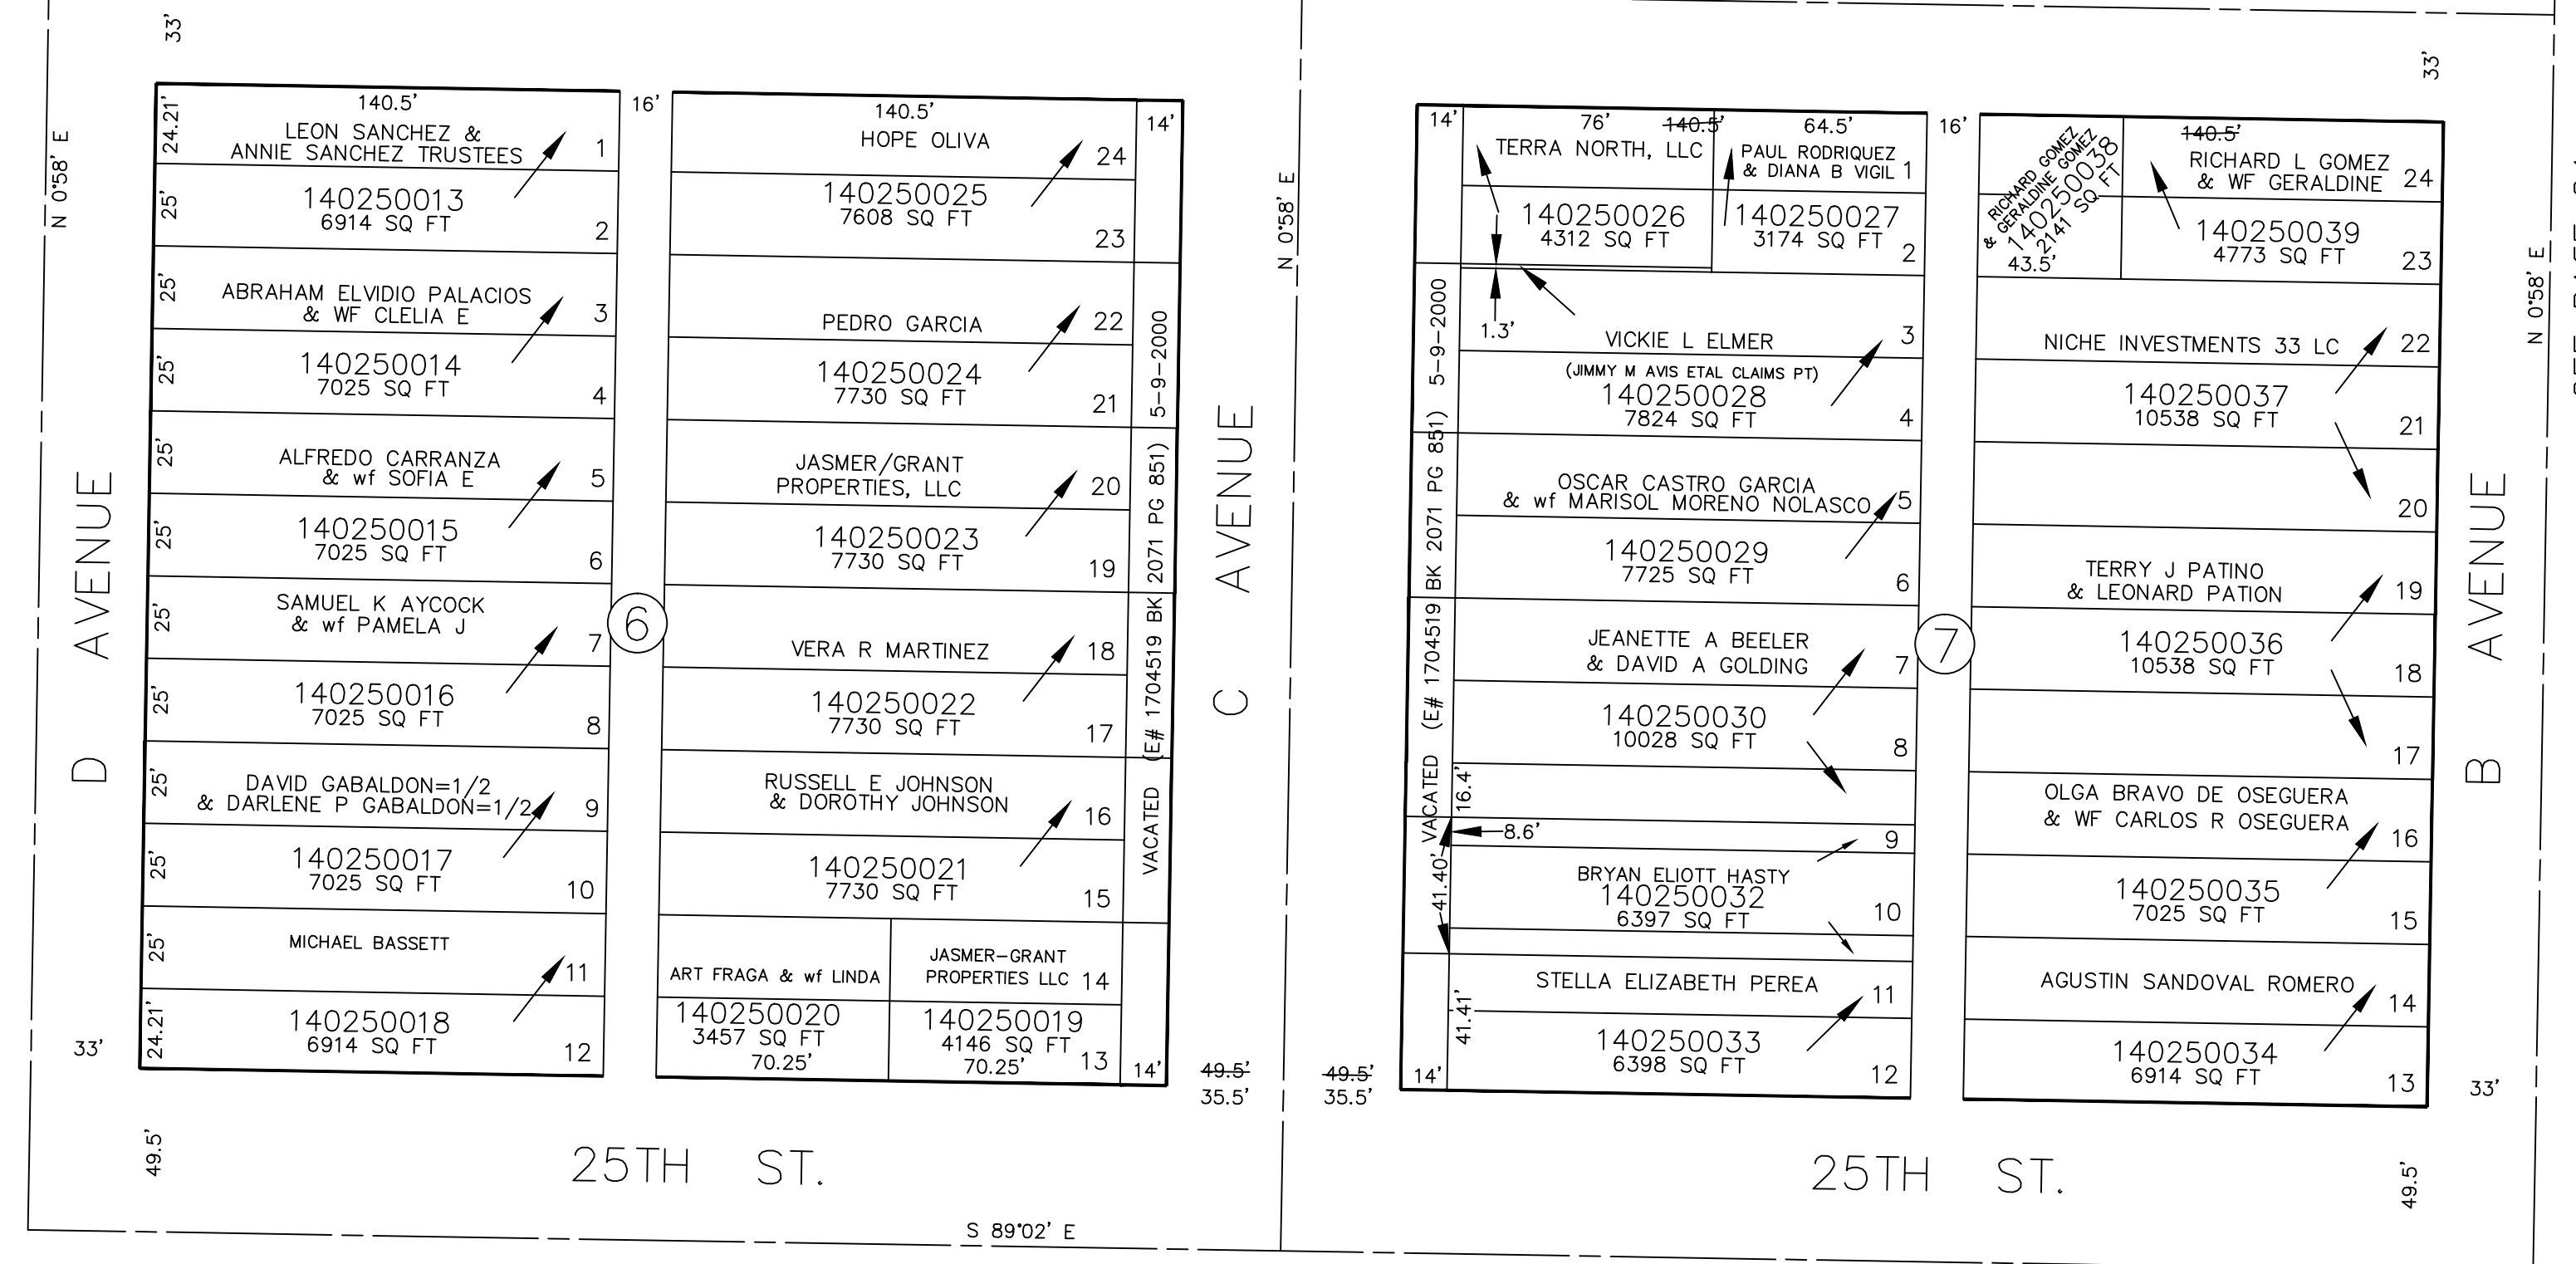 33'
N 0°58' E
D AVENUE
33'
49.5'
140.5'
24.21'
LEON SANCHEZ &
ANNIE SANCHEZ TRUSTEES
1
140250013
6914 SQ FT
25'
2
25'
ABRAHAM ELVIDIO PALACIOS
& WF CLELIA E
3
140250014
7025 SQ FT
25'
4
25'
ALFREDO CARRANZA
& wf SOFIA E
5
140250015
7025 SQ FT
25'
6
25'
SAMUEL K AYCOCK
& wf PAMELA J
7
140250016
7025 SQ FT
25'
8
25'
DAVID GABALDON=1/2
& DARLENE P GABALDON=1/2
9
140250017
7025 SQ FT
25'
10
25'
MICHAEL BASSETT
11
140250018
6914 SQ FT
24.21'
12
16'
6
140.5'
HOPE OLIVA
24
140250025
7608 SQ FT
23
PEDRO GARCIA
22
140250024
7730 SQ FT
21
JASMER/GRANT
PROPERTIES, LLC
20
140250023
7730 SQ FT
19
VERA R MARTINEZ
18
140250022
7730 SQ FT
17
RUSSELL E JOHNSON
& DOROTHY JOHNSON
16
140250021
7730 SQ FT
15
ART FRAGA & wf LINDA
140250020
3457 SQ FT
70.25'
JASMER-GRANT
PROPERTIES LLC
14
140250019
4146 SQ FT
70.25'
13
14'
VACATED (E# 1704519 BK 2071 PG 851) 5-9-2000
14'
N 0°58' E
C AVENUE
49.5'
35.5'
49.5'
35.5'
25TH ST.
S 89°02' E
14'
VACATED (E# 1704519 BK 2071 PG 851) 5-9-2000
14'
76'
140.5'
64.5'
TERRA NORTH, LLC
140250026
4312 SQ FT
PAUL RODRIQUEZ
& DIANA B VIGIL
1
140250027
3174 SQ FT
2
1.3'
VICKIE L ELMER
3
(JIMMY M AVIS ETAL CLAIMS PT)
140250028
7824 SQ FT
4
OSCAR CASTRO GARCIA
& wf MARISOL MORENO NOLASCO
5
140250029
7725 SQ FT
6
JEANETTE A BEELER
& DAVID A GOLDING
7
140250030
10028 SQ FT
8
16.4'
8.6'
9
41.40'
BRYAN ELIOTT HASTY
140250032
6397 SQ FT
10
STELLA ELIZABETH PEREA
11
41.41'
140250033
6398 SQ FT
12
16'
7
33'
RICHARD GOMEZ
& GERALDINE GOMEZ
140250038
2141 SQ FT
43.5'
140.5'
RICHARD L GOMEZ
& WF GERALDINE
24
140250039
4773 SQ FT
23
NICHE INVESTMENTS 33 LC
22
140250037
10538 SQ FT
21
20
TERRY J PATINO
& LEONARD PATION
19
140250036
10538 SQ FT
18
17
OLGA BRAVO DE OSEGUERA
& WF CARLOS R OSEGUERA
16
140250035
7025 SQ FT
15
AGUSTIN SANDOVAL ROMERO
14
140250034
6914 SQ FT
13
N 0°58' E
B AVENUE
33'
25TH ST.
49.5'